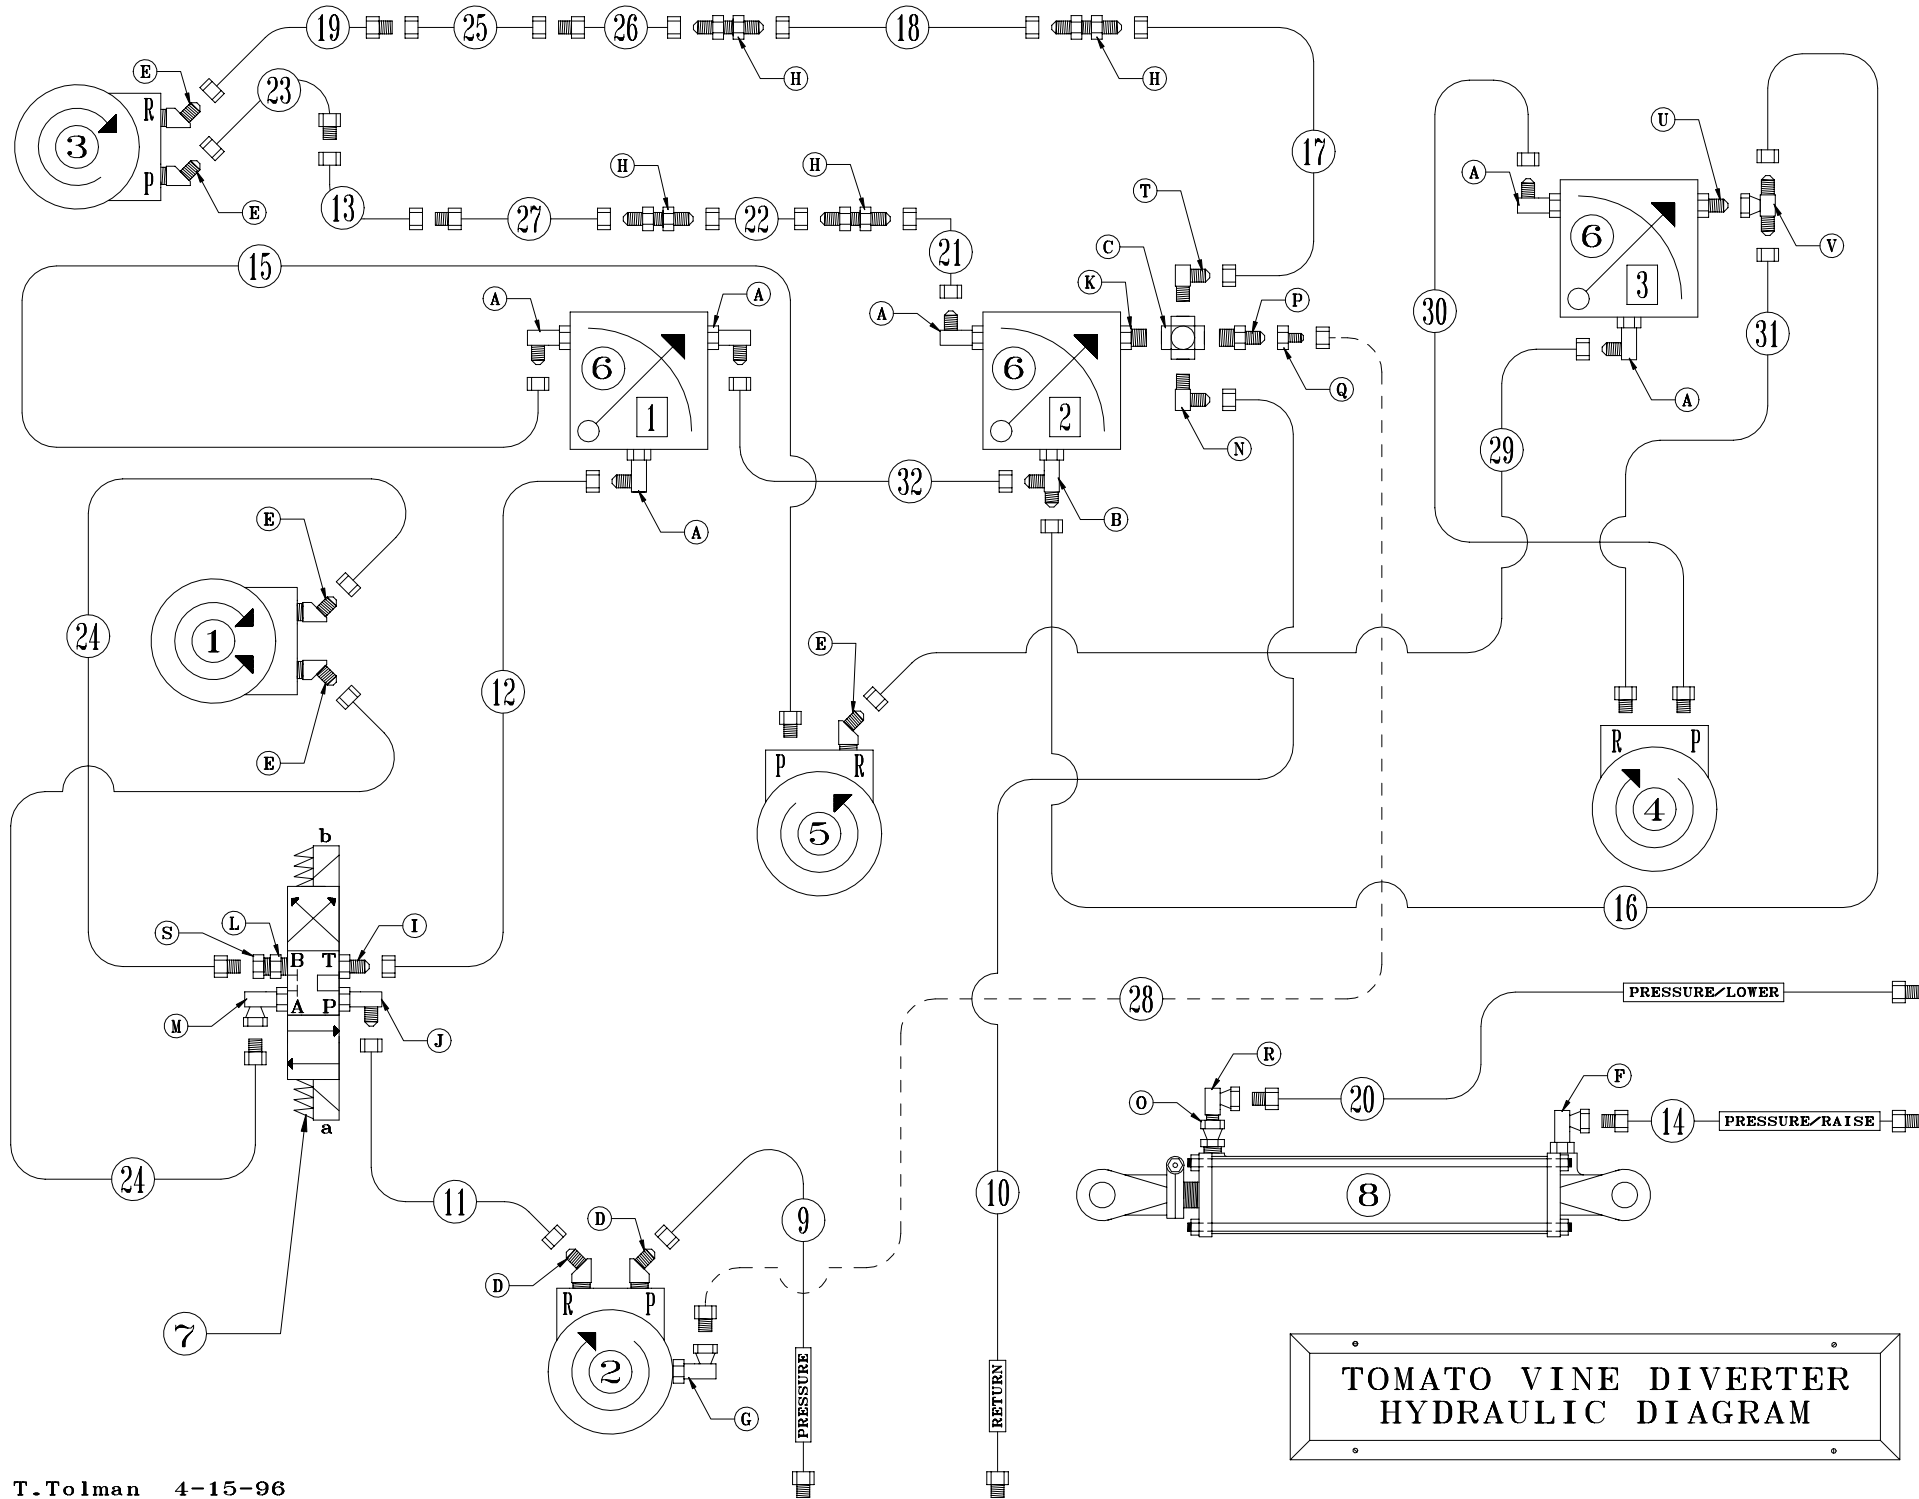 19
25
26
18
E
23
H
H
R
3
P
E
13
27
H
22
H
21
T
17
C
K
P
Q
N
15
A
A
A
6
1
A
6
2
B
32
A
U
A
6
3
V
30
31
29
A
24
E
1
E
12
E
P
R
5
R
P
4
16
b
S
L
B
T
I
M
A
P
J
a
24
7
11
D
D
R
P
2
G
9
PRESSURE
10
RETURN
28
PRESSURE/LOWER
R
O
20
F
14
PRESSURE/RAISE
8
TOMATO VINE DIVERTER
HYDRAULIC DIAGRAM
T.Tolman 4-15-96